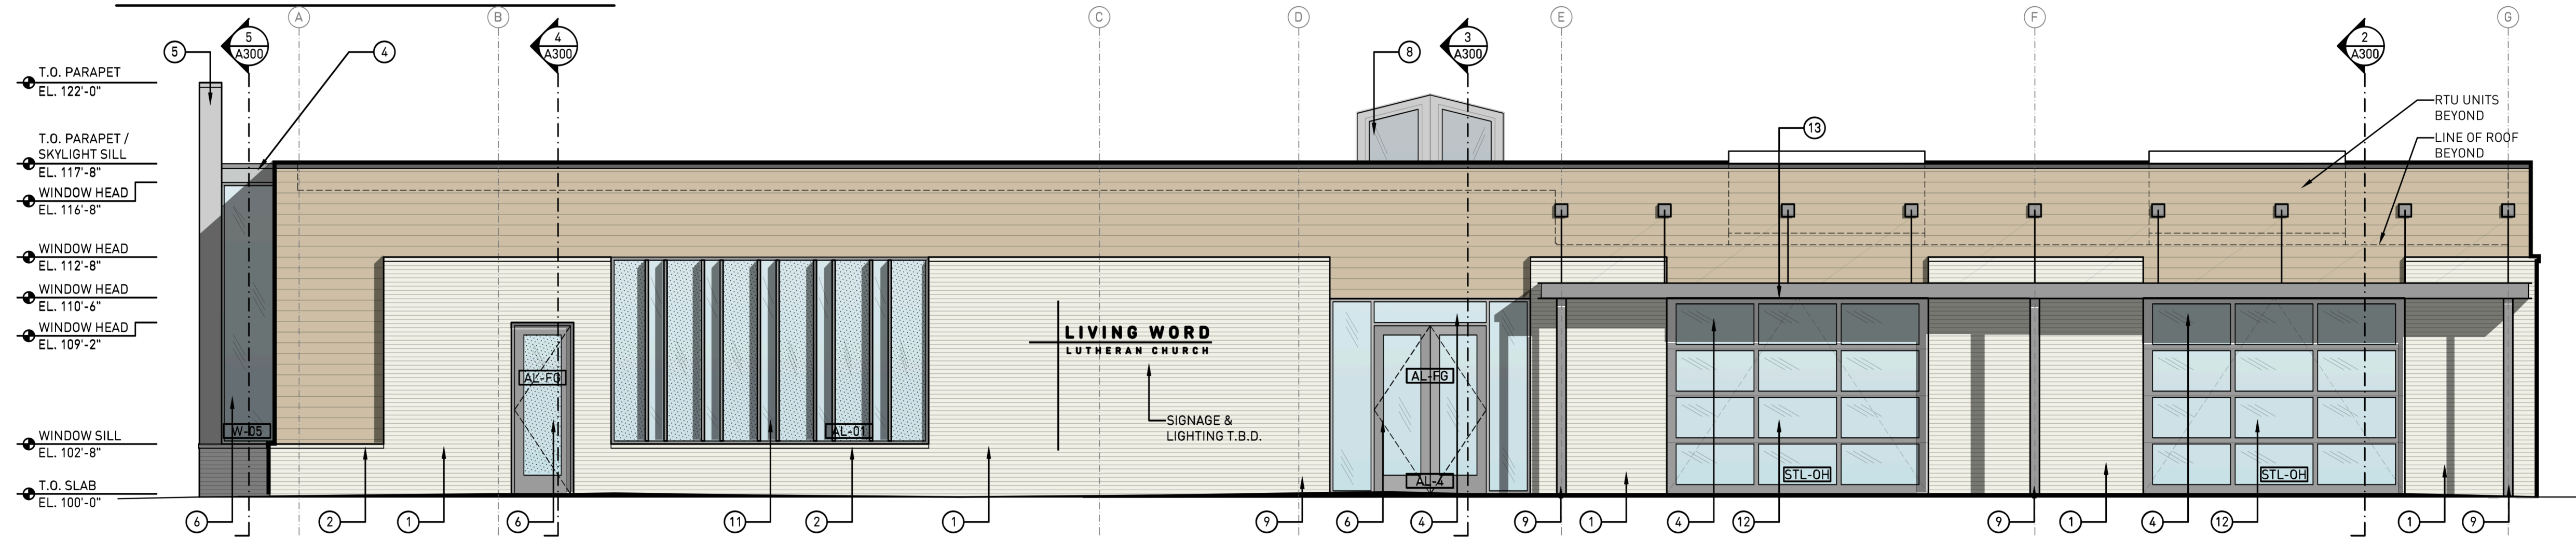 A B C D E F G
5 5 A300 4 4 A300 8 3 A300 2 A300
T.O. PARAPET
EL. 122'-0"
RTU UNITS
BEYOND
13
T.O. PARAPET /
SKYLIGHT SILL
EL. 117'-8"
LINE OF ROOF
BEYOND
WINDOW HEAD
EL. 116'-8"
WINDOW HEAD
EL. 112'-8"
WINDOW HEAD
EL. 110'-6"
WINDOW HEAD
EL. 109'-2"
LIVING WORD
LUTHERAN CHURCH
AL-FG AL-FG
SIGNAGE &
LIGHTING T.B.D.
W-05 AL-01
WINDOW SILL
EL. 102'-8"
AL-4 STL-OH STL-OH
T.O. SLAB
EL. 100'-0"
6 2 1 6 11 2 1 9 6 4 9 1 4 12 9 1 4 12 1 9